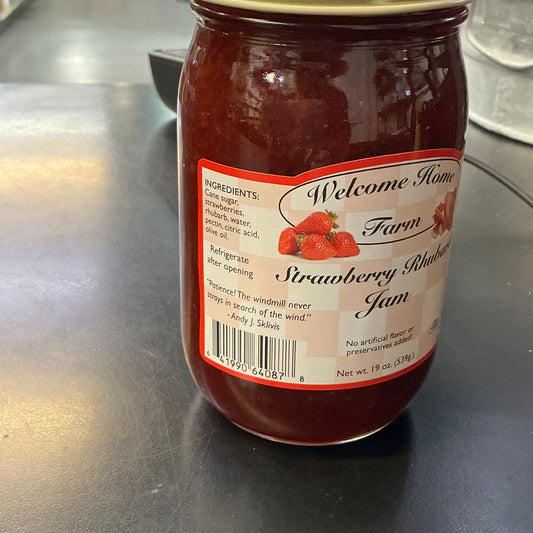 INGREDIENTS:
Cane sugar,
strawberries,
rhubarb, water,
pectin, citric acid,
olive oil.
Refrigerate
after opening
"Patience! The windmill never
strays in search of the wind."
- Andy J. Sklivis
6 41990 64087 8
Welcome Home
Farm
Strawberry Rhubarb
Jam
No artificial flavor or
preservatives added!
Net wt. 19 oz. (539g.)